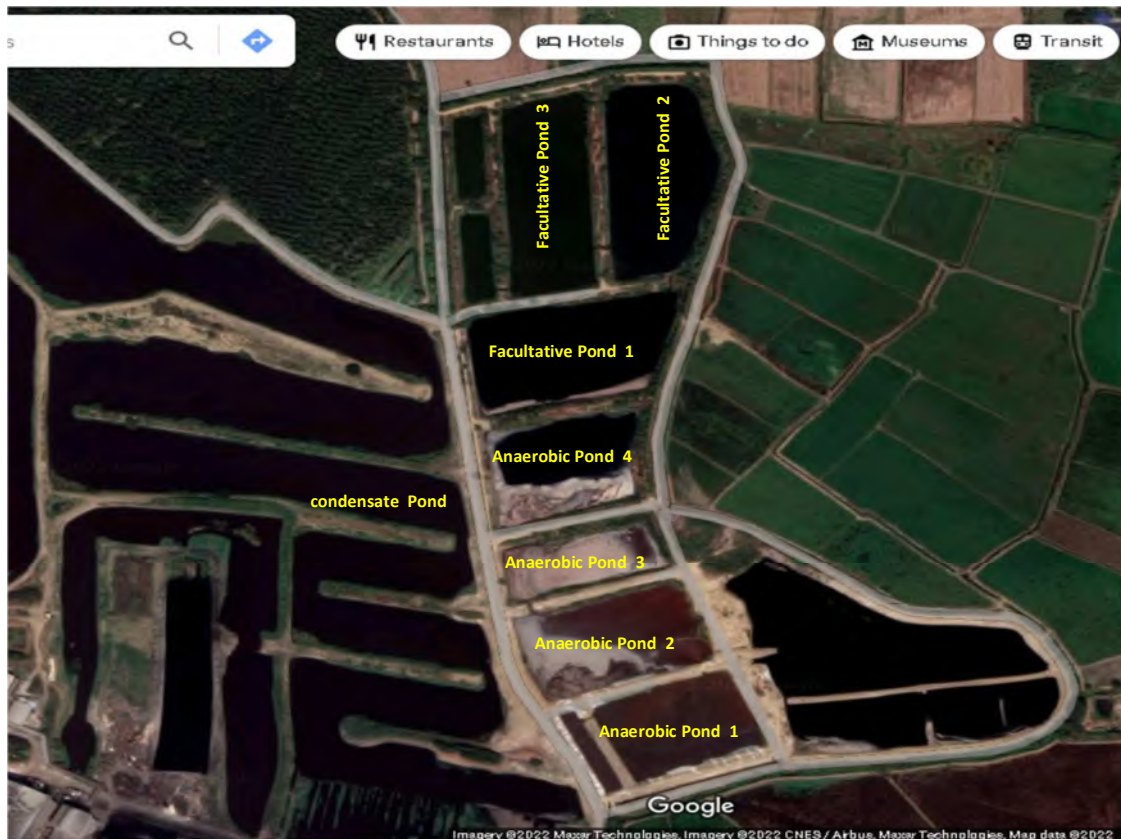 s
Restaurants
Hotels
Things to do
Museums
Transit
Facultative Pond 3
Facultative Pond 2
Facultative Pond 1
Anaerobic Pond 4
condensate Pond
Anaerobic Pond 3
Anaerobic Pond 2
Anaerobic Pond 1
Google
Imagery ©2022 Maxar Technologies, Imagery ©2022 CNES / Airbus, Maxar Technologies, Map data ©2022